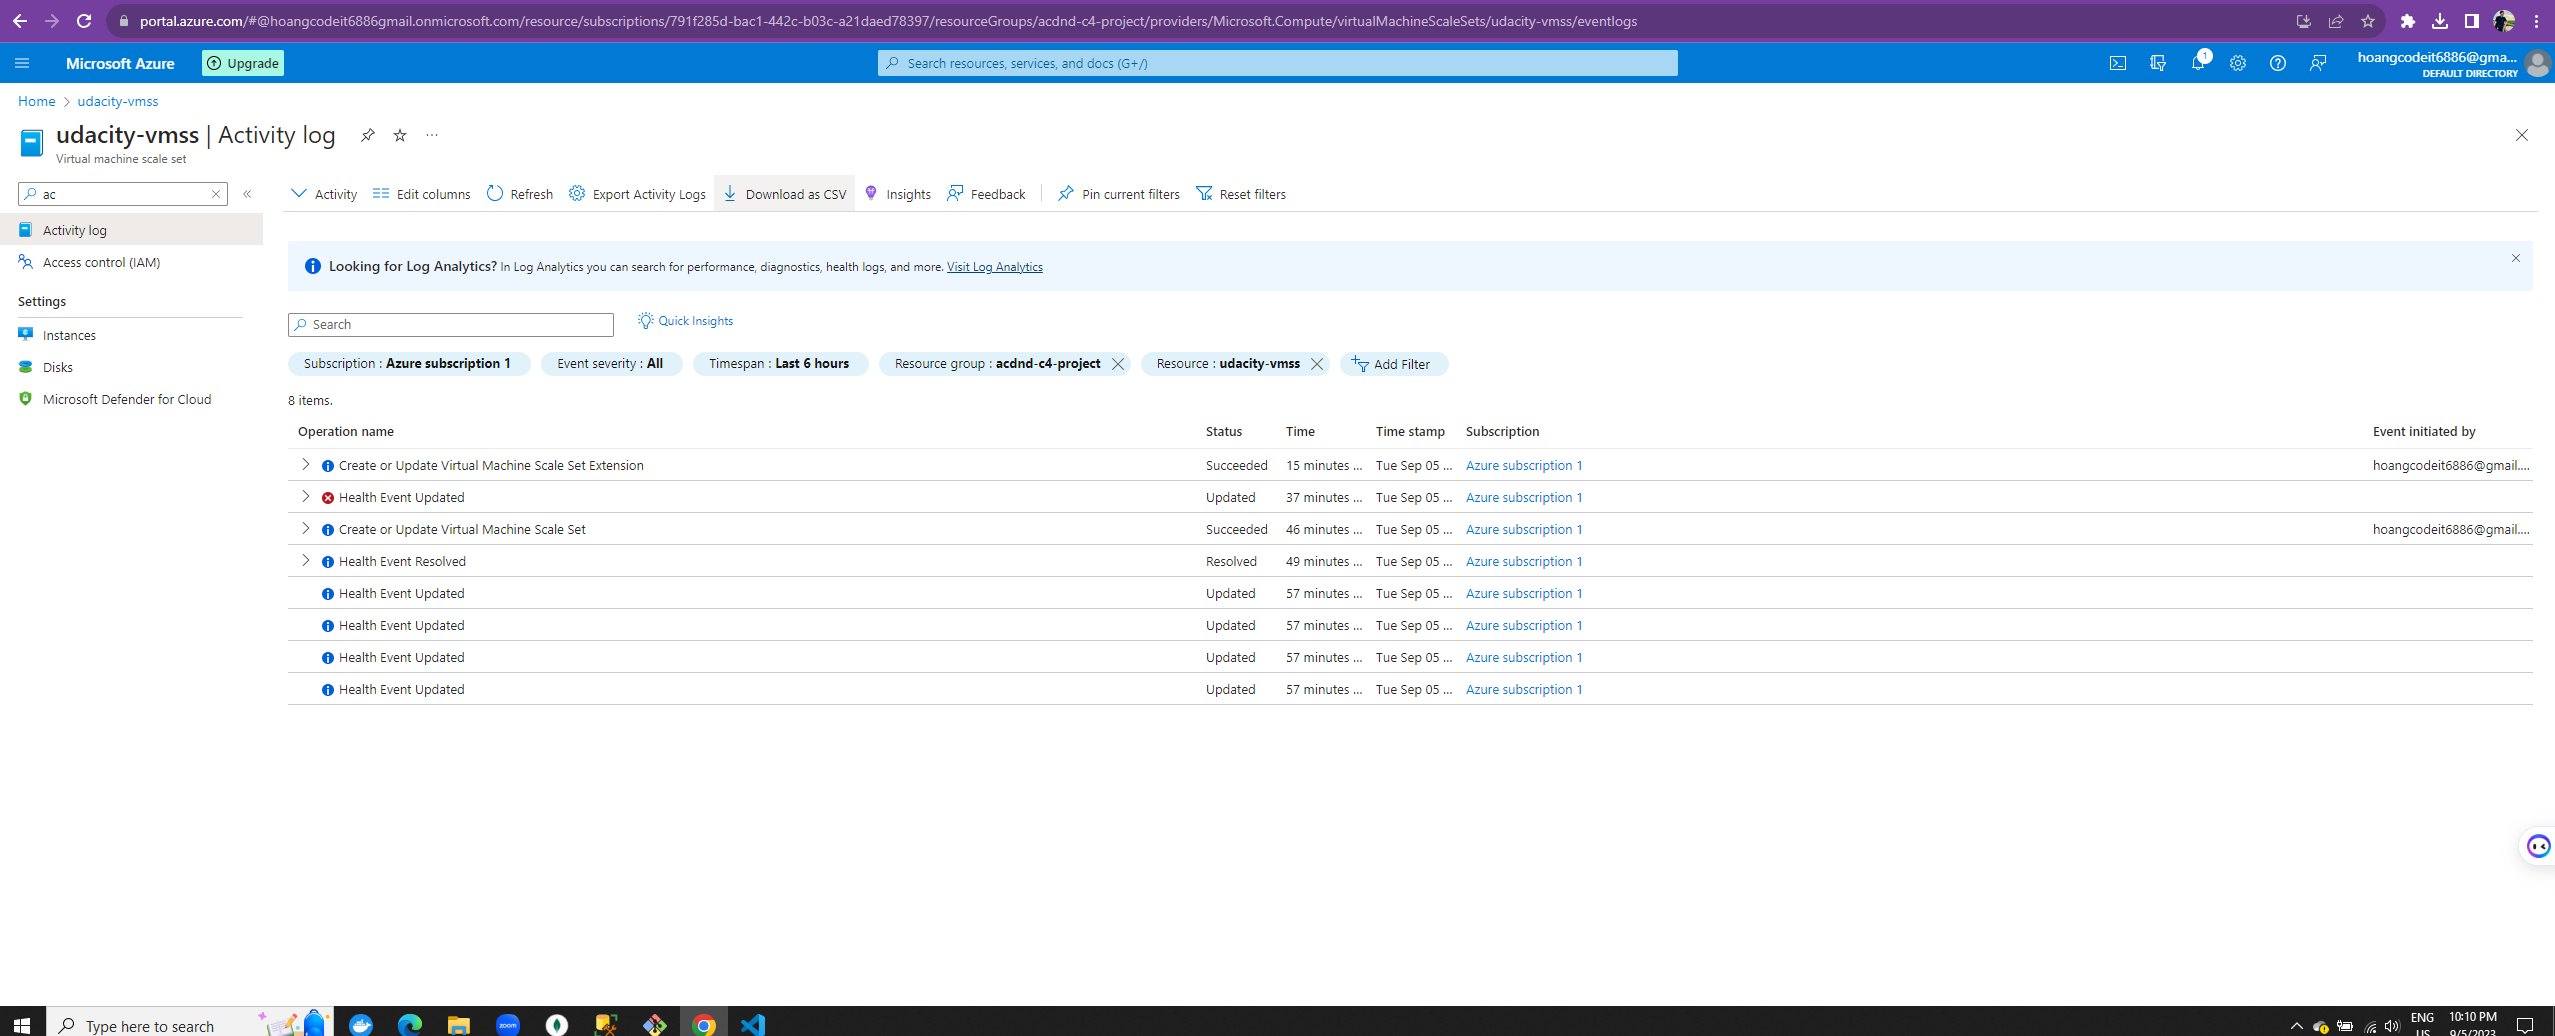 portal.azure.com/#@hoangcodeit6886gmail.onmicrosoft.com/resource/subscriptions/791f285d-bac1-442c-b03c-a21daed78397/resourceGroups/acdnd-c4-project/providers/Microsoft.Compute/virtualMachineScaleSets/udacity-vmss/eventlogs
Microsoft Azure Upgrade Search resources, services, and docs (G+/) 1 hoangcodeit6886@gma...
DEFAULT DIRECTORY
Home > udacity-vmss
udacity-vmss | Activity log ...
Virtual machine scale set
ac « Activity Edit columns Refresh Export Activity Logs Download as CSV Insights Feedback Pin current filters Reset filters
Activity log
Access control (IAM)
Settings
Instances
Disks
Microsoft Defender for Cloud
Looking for Log Analytics? In Log Analytics you can search for performance, diagnostics, health logs, and more. Visit Log Analytics
Search Quick Insights
Subscription : Azure subscription 1 Event severity : All Timespan : Last 6 hours Resource group : acdnd-c4-project Resource : udacity-vmss Add Filter
8 items.
Operation name Status Time Time stamp Subscription Event initiated by
Create or Update Virtual Machine Scale Set Extension Succeeded 15 minutes ... Tue Sep 05 ... Azure subscription 1 hoangcodeit6886@gmail....
Health Event Updated Updated 37 minutes ... Tue Sep 05 ... Azure subscription 1
Create or Update Virtual Machine Scale Set Succeeded 46 minutes ... Tue Sep 05 ... Azure subscription 1 hoangcodeit6886@gmail....
Health Event Resolved Resolved 49 minutes ... Tue Sep 05 ... Azure subscription 1
Health Event Updated Updated 57 minutes ... Tue Sep 05 ... Azure subscription 1
Health Event Updated Updated 57 minutes ... Tue Sep 05 ... Azure subscription 1
Health Event Updated Updated 57 minutes ... Tue Sep 05 ... Azure subscription 1
Health Event Updated Updated 57 minutes ... Tue Sep 05 ... Azure subscription 1
Type here to search zoom ENG 10:10 PM
US 9/5/2023